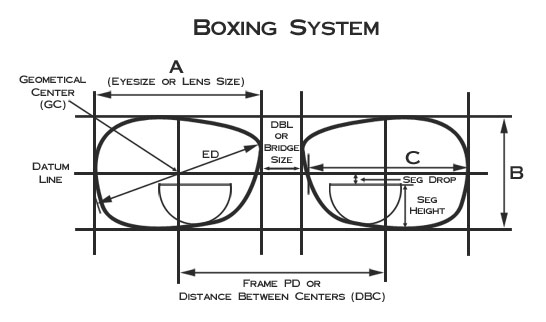 Boxing System
A
(Eyesize or Lens Size)
Geometical
Center
(GC)
DBL
or
Bridge
Size
ED
C
Datum
Line
Seg Drop
B
Seg
Height
Frame PD or
Distance Between Centers (DBC)